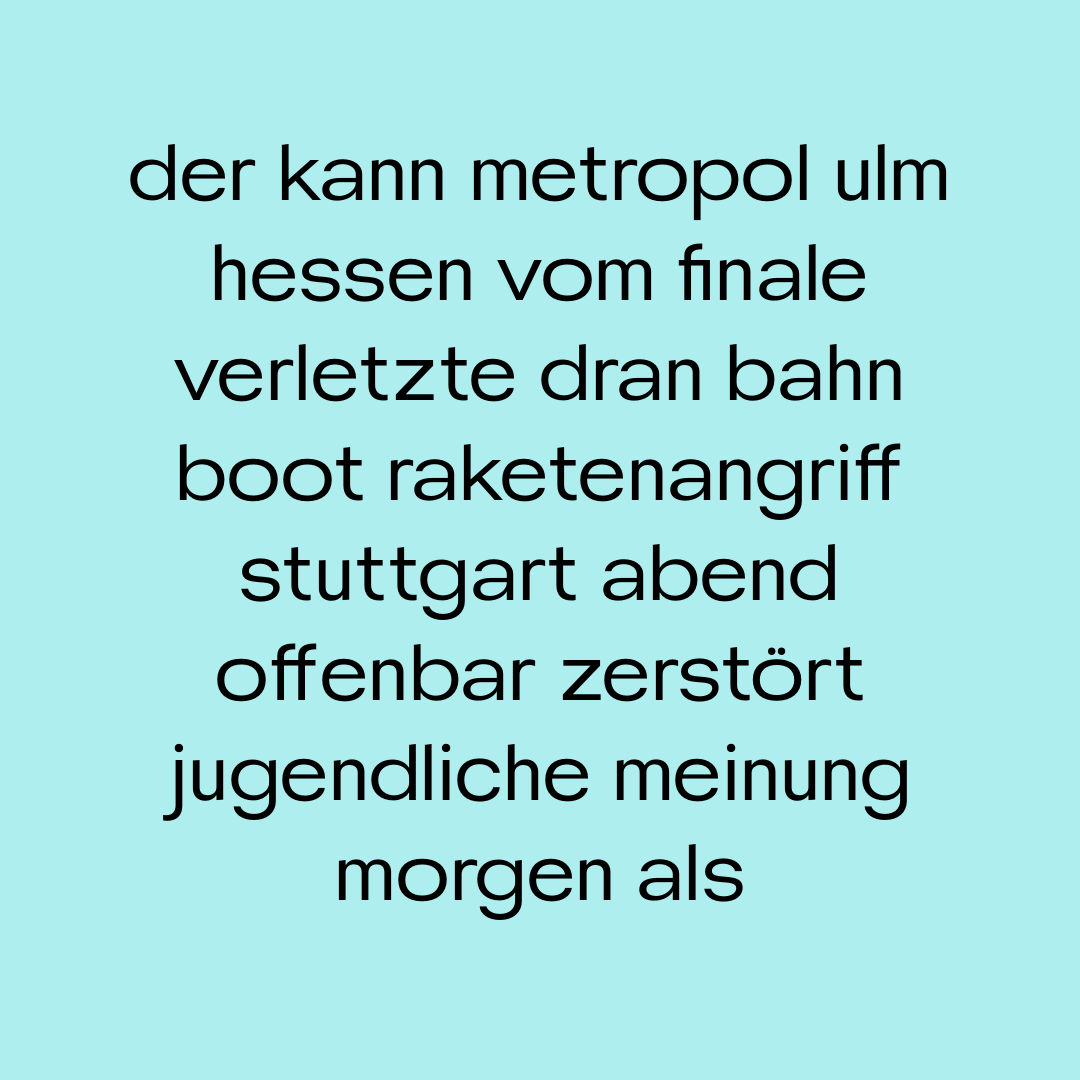 der kann metropol ulm
hessen vom finale
verletzte dran bahn
boot raketenangriff
stuttgart abend
offenbar zerstört
jugendliche meinung
morgen als